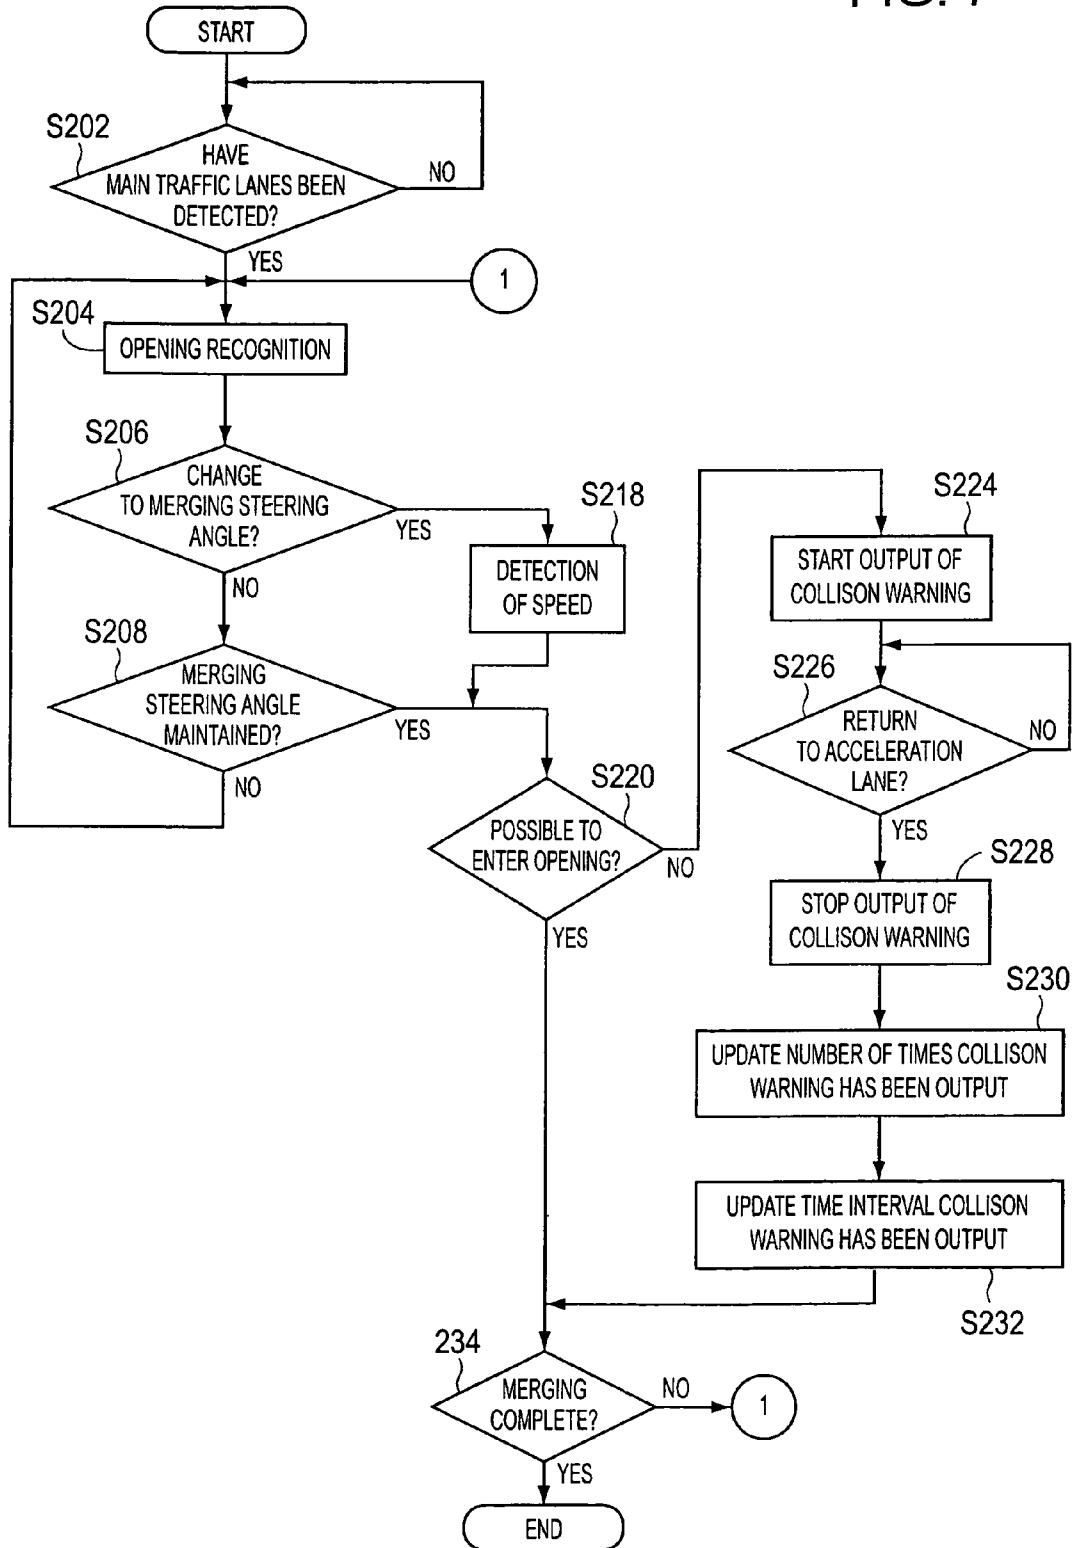 START
S202
HAVE
MAIN TRAFFIC LANES BEEN
DETECTED?
NO
YES
1
S204
OPENING RECOGNITION
S206
CHANGE
TO MERGING STEERING
ANGLE?
YES
NO
S218
DETECTION
OF SPEED
S208
MERGING
STEERING ANGLE
MAINTAINED?
YES
NO
S220
POSSIBLE TO
ENTER OPENING?
NO
YES
S224
START OUTPUT OF
COLLISON WARNING
S226
RETURN
TO ACCELERATION
LANE?
NO
YES
S228
STOP OUTPUT OF
COLLISON WARNING
S230
UPDATE NUMBER OF TIMES COLLISON
WARNING HAS BEEN OUTPUT
UPDATE TIME INTERVAL COLLISON
WARNING HAS BEEN OUTPUT
S232
234
MERGING
COMPLETE?
NO
1
YES
END